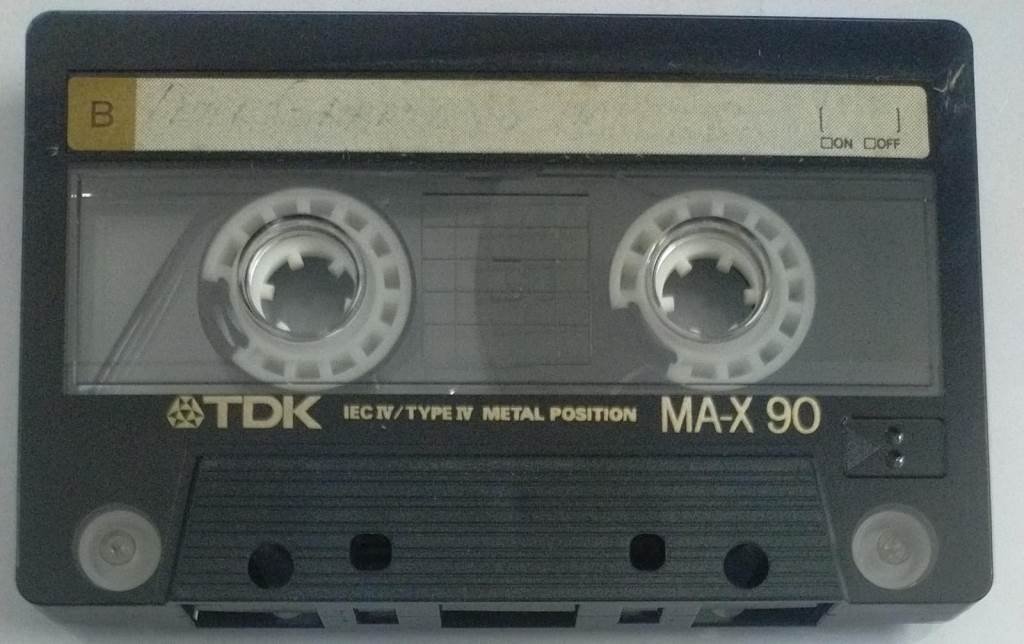 B
[ ]
☐ON ☐OFF
TDK IEC IV/TYPE IV METAL POSITION MA-X 90